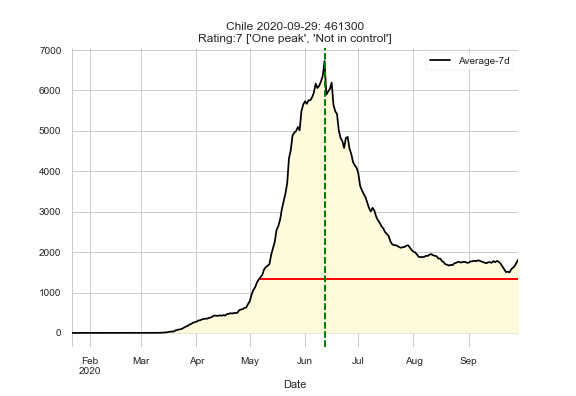 Chile 2020-09-29: 461300
Rating:7 ['One peak', 'Not in control']
Average-7d
7000
6000
5000
4000
3000
2000
1000
0
Feb
2020
Mar
Apr
May
Jun
Jul
Aug
Sep
Date